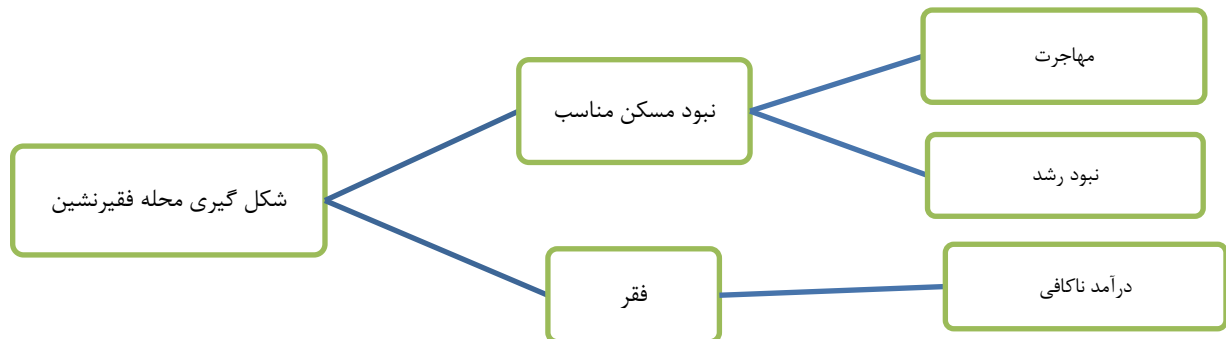 مهاجرت
نبود مسکن مناسب
نبود رشد
شکل گیری محله فقیرنشین
درآمد ناکافی
فقر